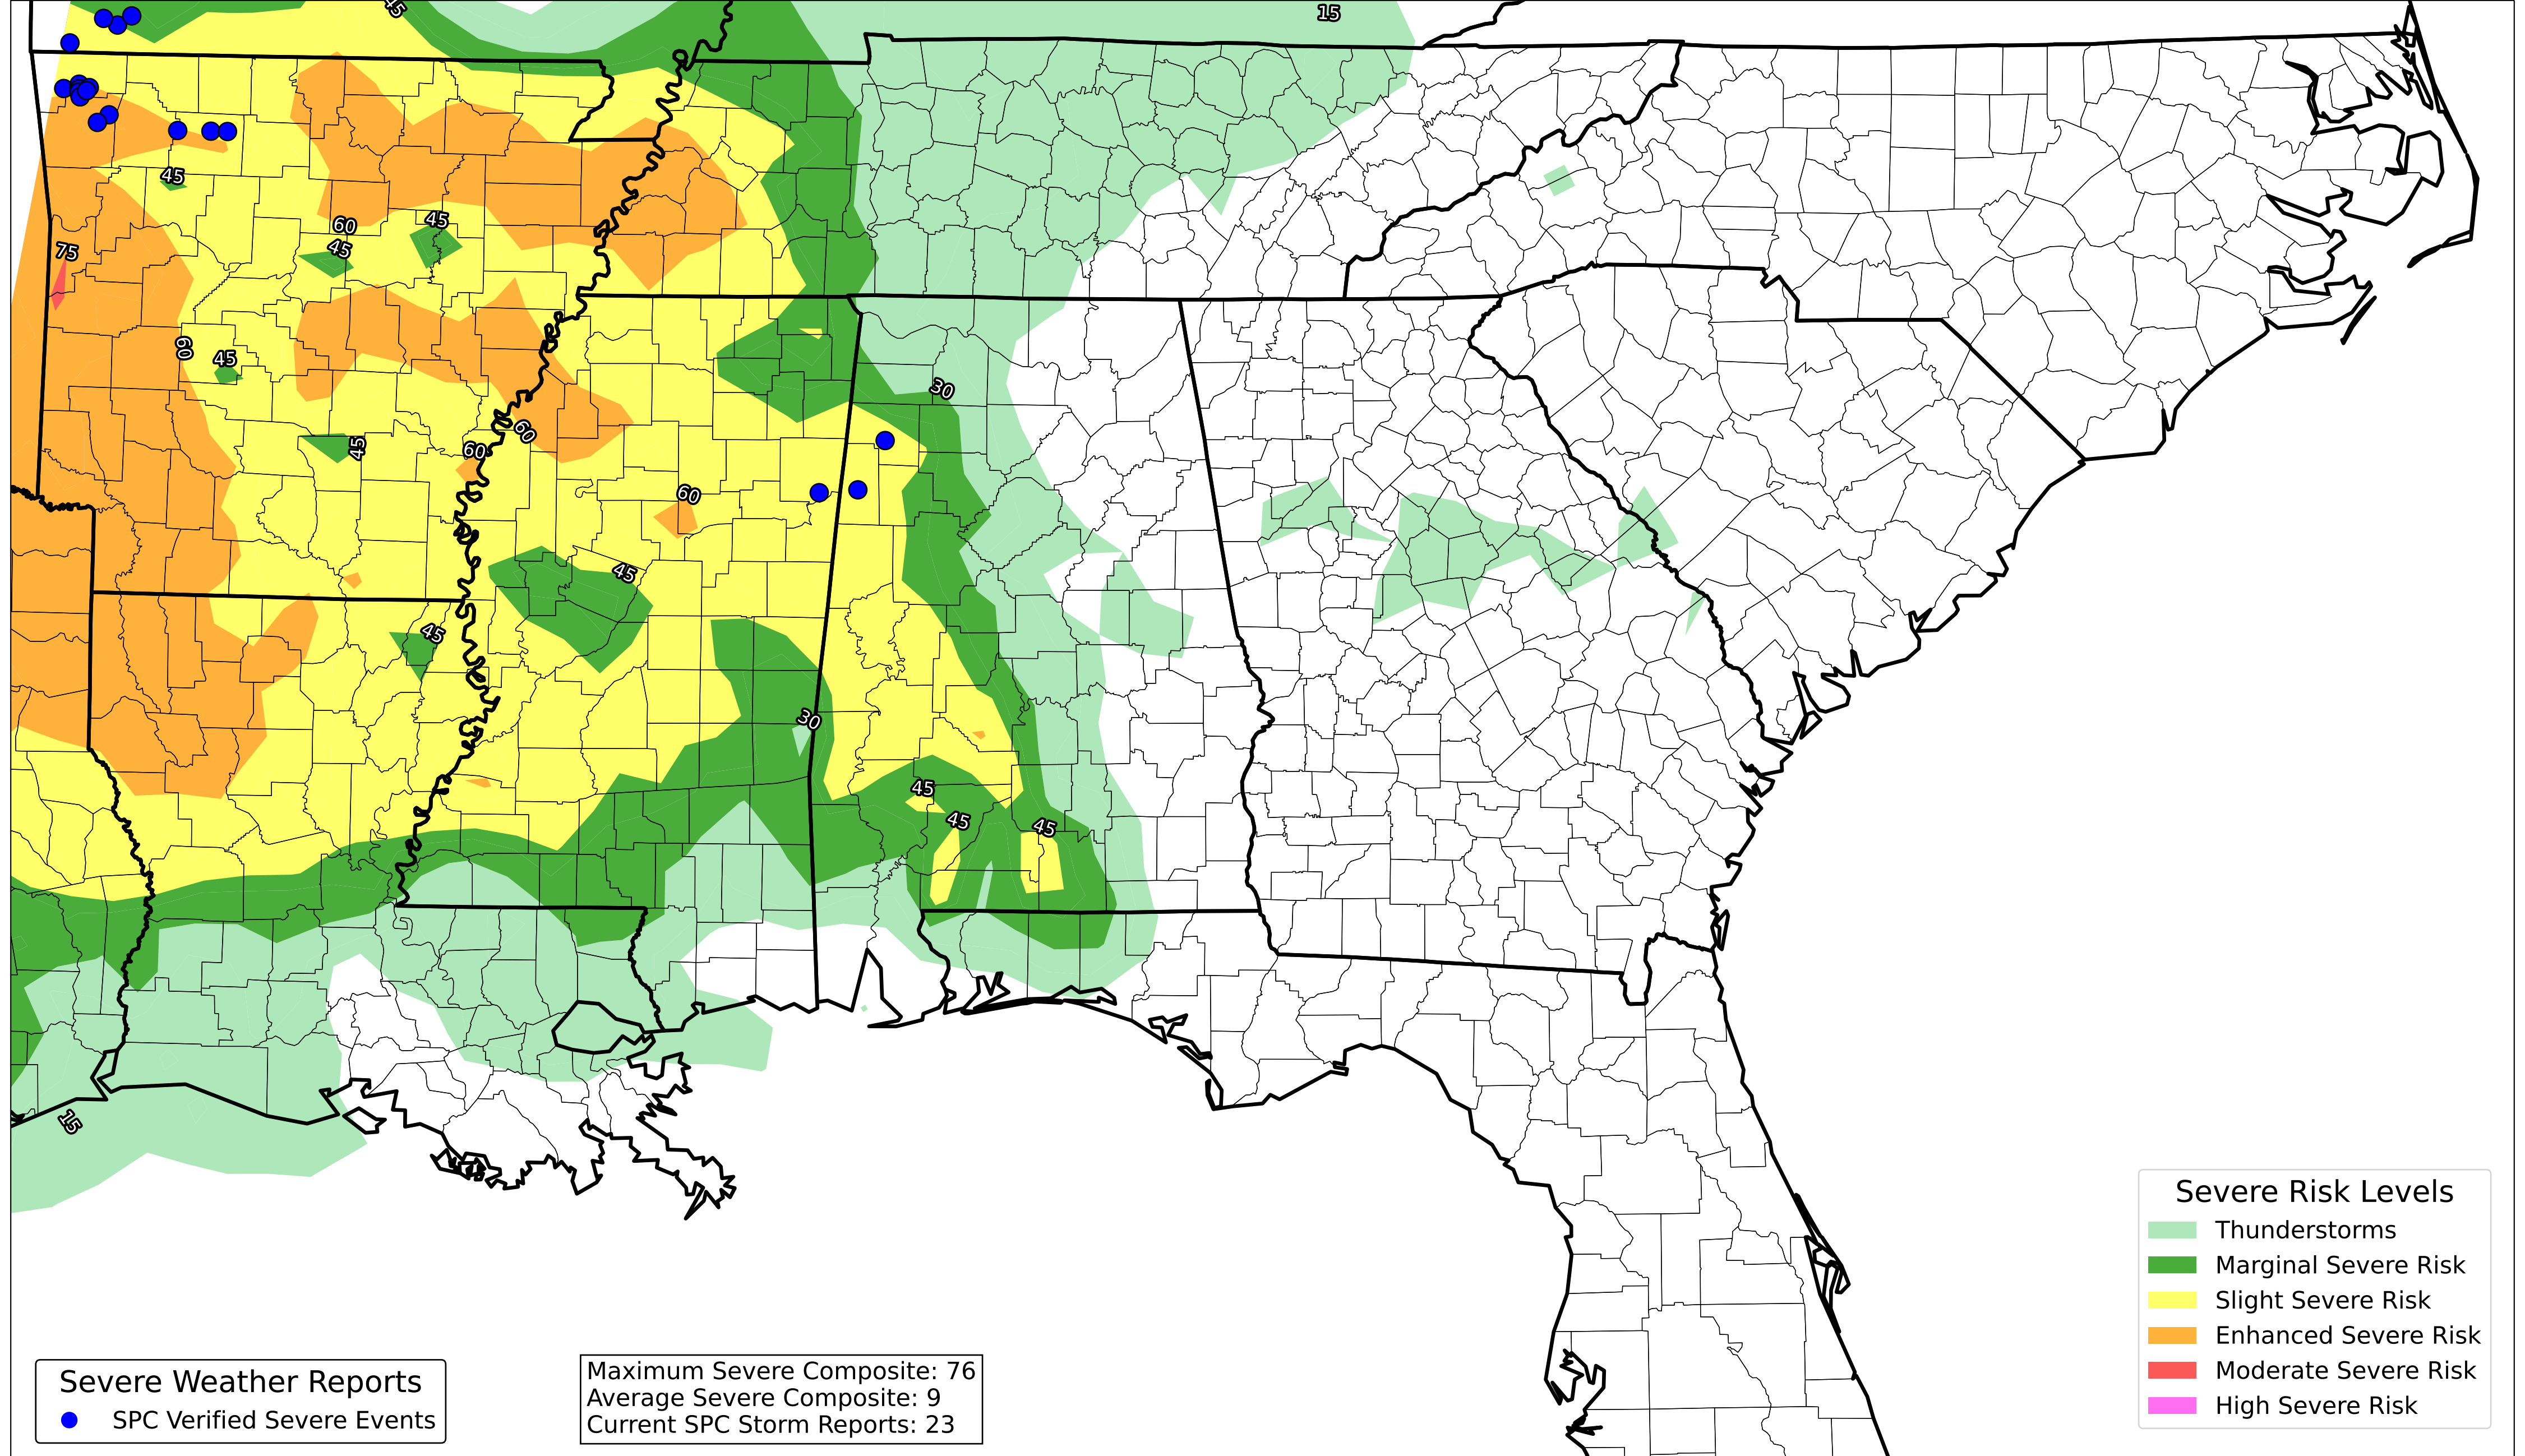 45
15
45
60
45
45
75
60
45
30
45
60
60
60
45
45
30
45
45
45
15
Severe Risk Levels
Thunderstorms
Marginal Severe Risk
Slight Severe Risk
Enhanced Severe Risk
Moderate Severe Risk
High Severe Risk
Severe Weather Reports
SPC Verified Severe Events
Maximum Severe Composite: 76
Average Severe Composite: 9
Current SPC Storm Reports: 23